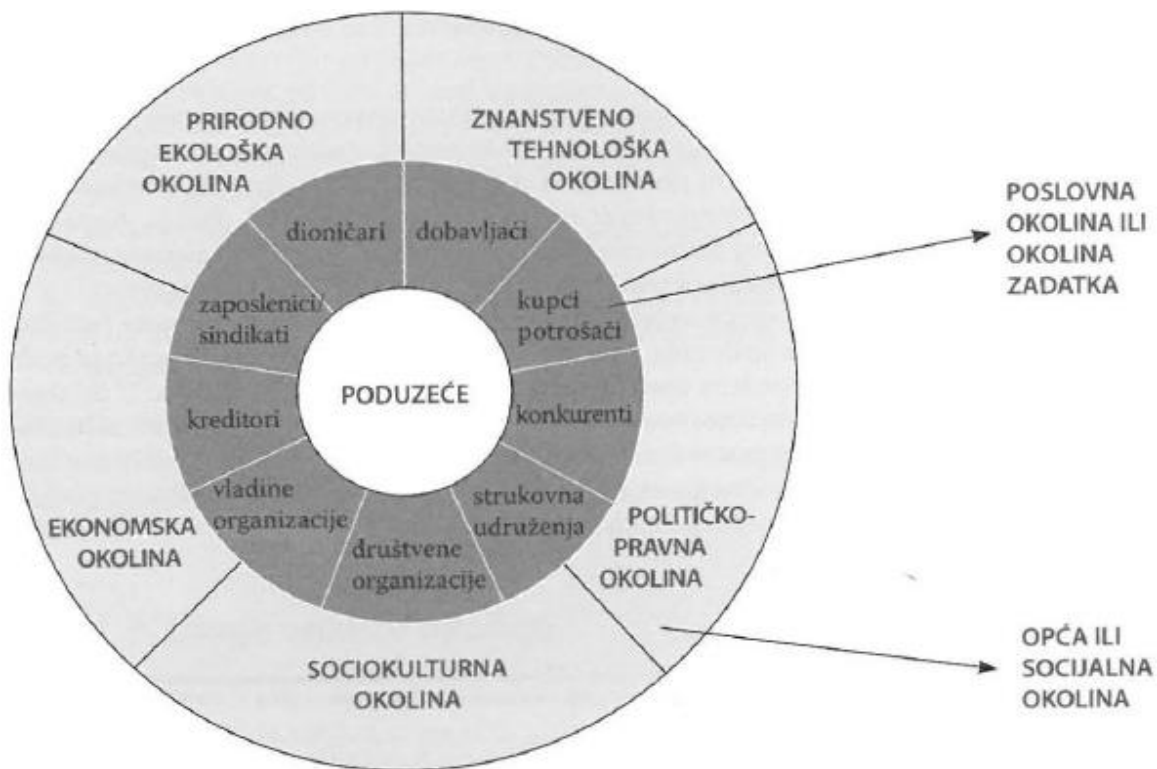 PRIRODNO
EKOLOŠKA
OKOLINA
ZNANSTVENO
TEHNOLOŠKA
OKOLINA
POSLOVNA
OKOLINA ILI
OKOLINA
ZADATKA
dioničari
dobavljači
zaposlenici/
sindikati
kupci
potrošači
PODUZEĆE
kreditori
konkurenti
vladine
organizacije
strukovna
udruženja
društvene
organizacije
EKONOMSKA
OKOLINA
POLITIČKO-
PRAVNA
OKOLINA
SOCIOKULTURNA
OKOLINA
OPĆA ILI
SOCIJALNA
OKOLINA